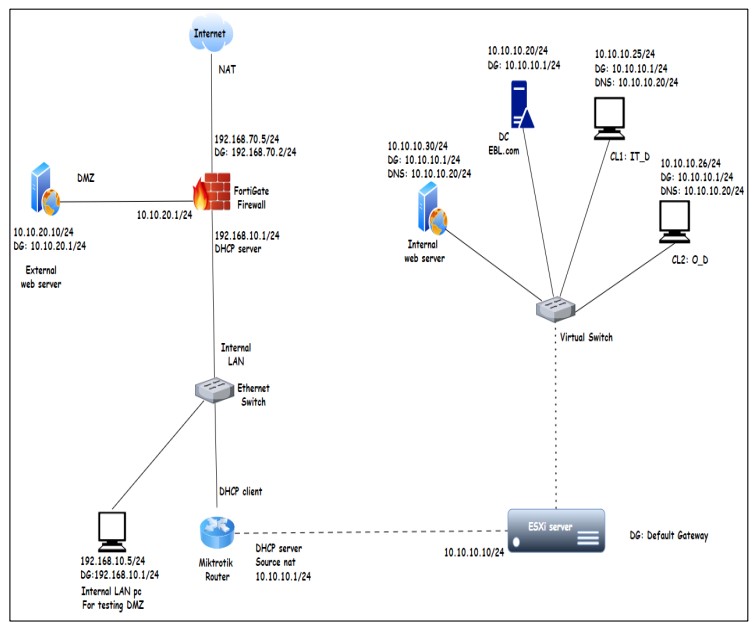 Internet
NAT
192.168.70.5/24
DG: 192.168.70.2/24
DMZ
FortiGate
Firewall
10.10.20.1/24
192.168.10.1/24
DHCP server
10.10.20.10/24
DG: 10.10.20.1/24
External
web server
Internal
LAN
Ethernet
Switch
DHCP client
192.168.10.5/24
DG:192.168.10.1/24
Internal LAN pc
For testing DMZ
Miktrotik
Router
DHCP server
Source nat
10.10.10.1/24
10.10.10.20/24
DG: 10.10.10.1/24
DC
EBL.com
10.10.10.25/24
DG: 10.10.10.1/24
DNS: 10.10.10.20/24
CL1: IT_D
10.10.10.30/24
DG: 10.10.10.1/24
DNS: 10.10.10.20/24
Internal
web server
10.10.10.26/24
DG: 10.10.10.1/24
DNS: 10.10.10.20/24
CL2: O_D
Virtual Switch
ESXi server
10.10.10.10/24
DG: Default Gateway